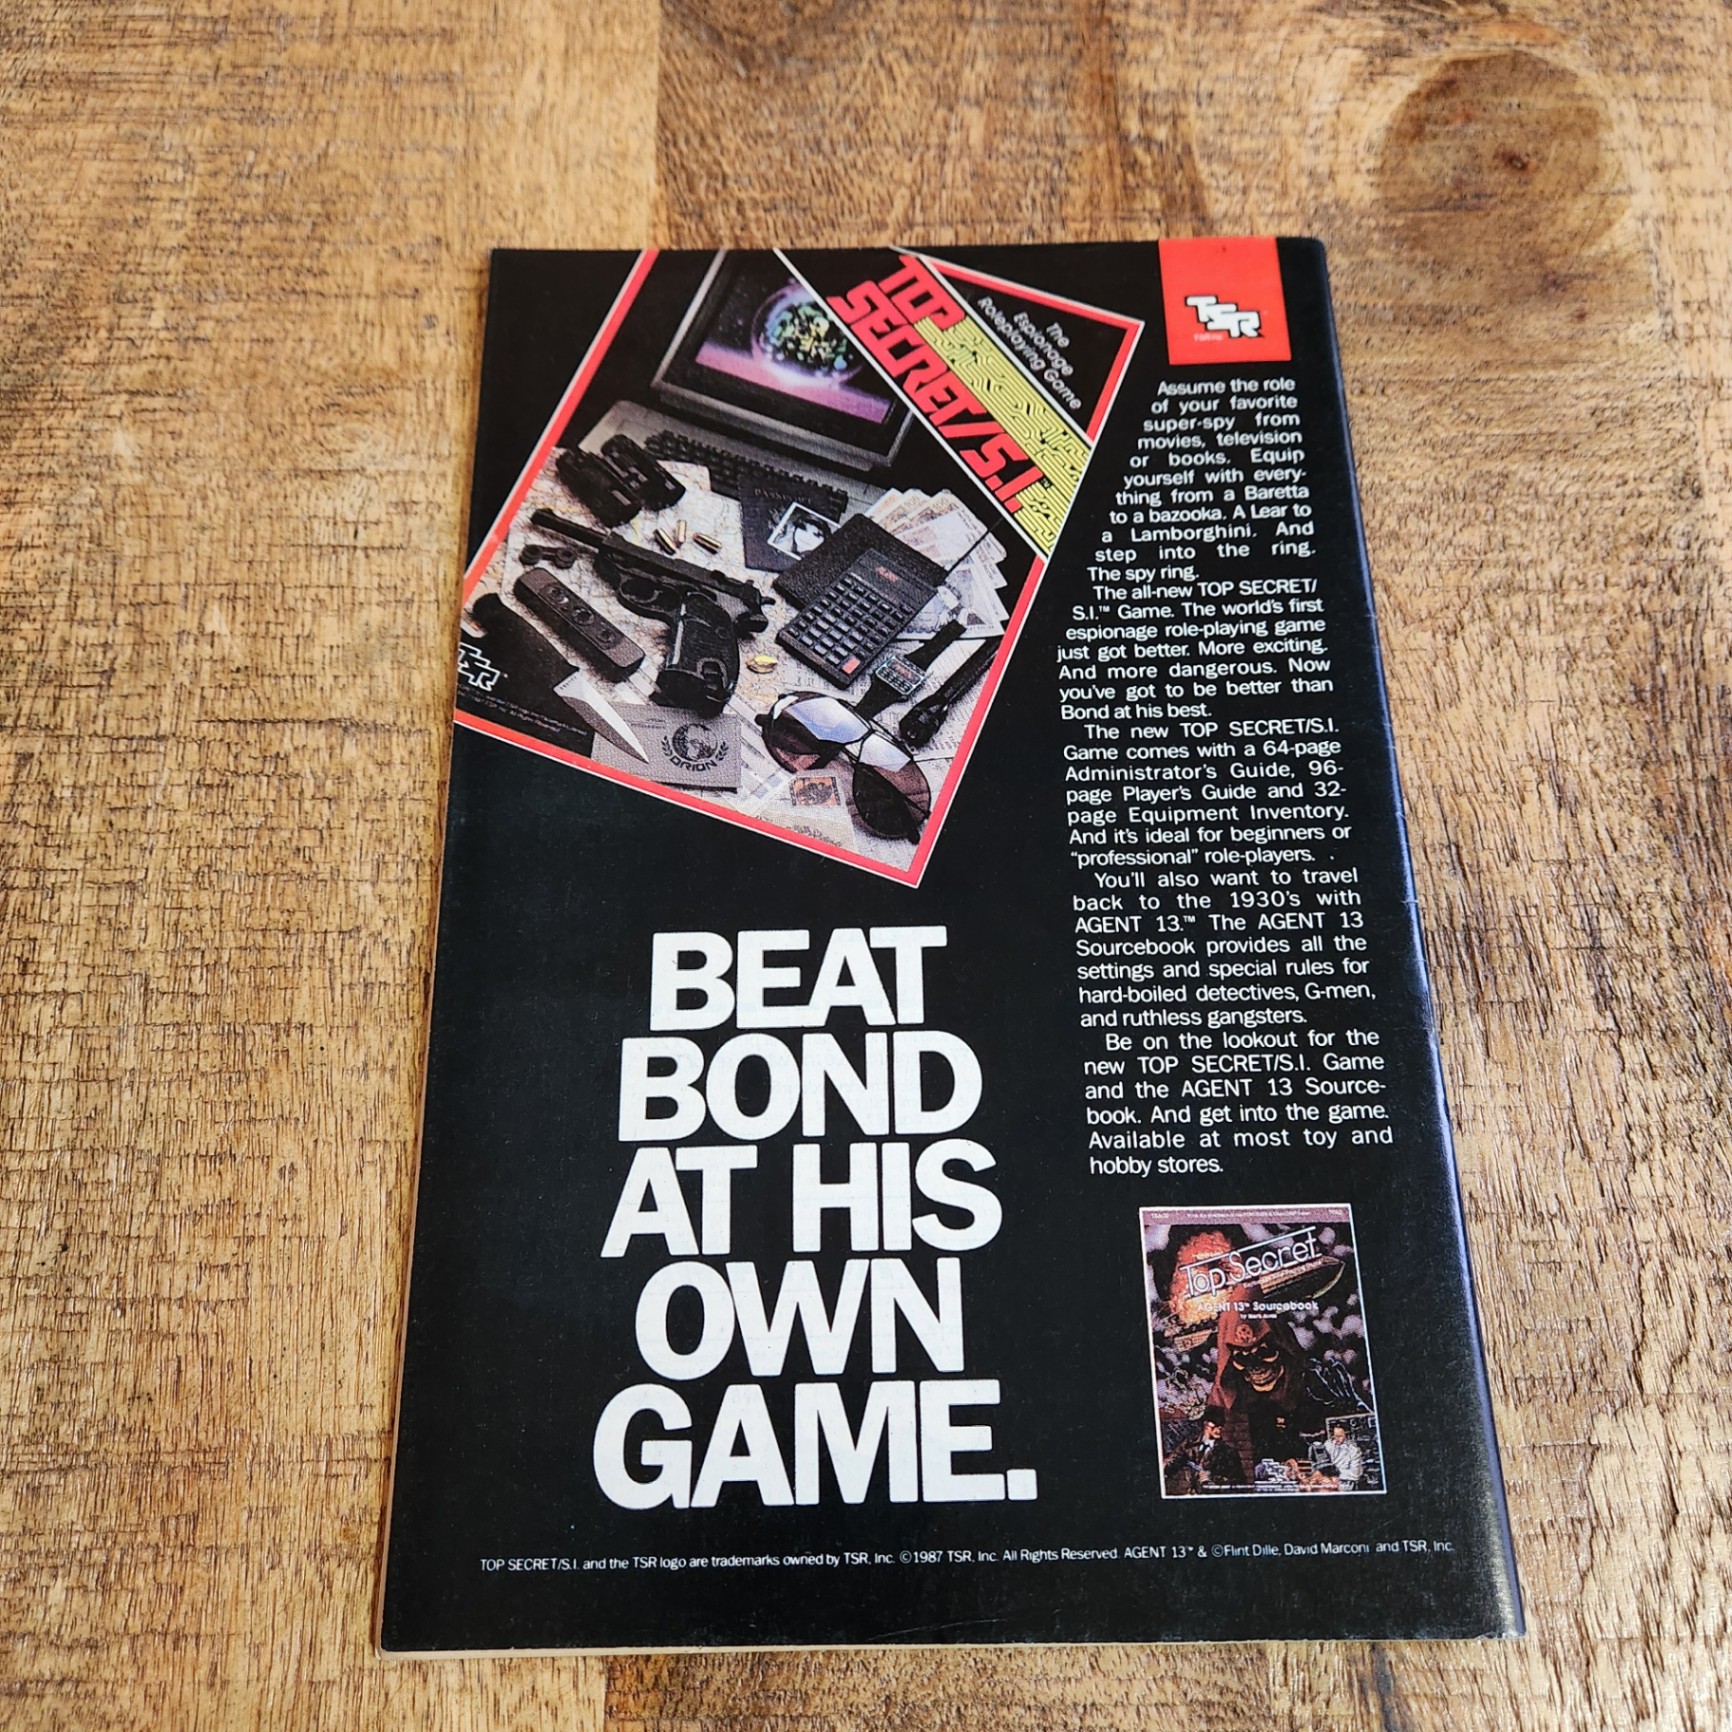 TOP
SECRET/S.I.™
The
Espionage
Roleplaying Game
TSR
PASSPORT
TSR
ORION
Assume the role
of your favorite
super-spy from
movies, television
or books. Equip
yourself with every-
thing from a Baretta
to a bazooka. A Lear to
a Lamborghini. And
step into the ring.
The spy ring.
The all-new TOP SECRET/
S.I.™ Game. The world's first
espionage role-playing game
just got better. More exciting.
And more dangerous. Now
you've got to be better than
Bond at his best.
The new TOP SECRET/S.I.
Game comes with a 64-page
Administrator's Guide, 96-
page Player's Guide and 32-
page Equipment Inventory.
And it's ideal for beginners or
"professional" role-players.
You'll also want to travel
back to the 1930's with
AGENT 13.™ The AGENT 13
Sourcebook provides all the
settings and special rules for
hard-boiled detectives, G-men,
and ruthless gangsters.
Be on the lookout for the
new TOP SECRET/S.I. Game
and the AGENT 13 Source-
book. And get into the game.
Available at most toy and
hobby stores.
BEAT
BOND
AT HIS
OWN
GAME.
Top Secret
AGENT 13™ Sourcebook
TOP SECRET/S.I. and the TSR logo are trademarks owned by TSR, Inc. ©1987 TSR, Inc. All Rights Reserved. AGENT 13™ & ©Flint Dille, David Marconi and TSR, Inc.